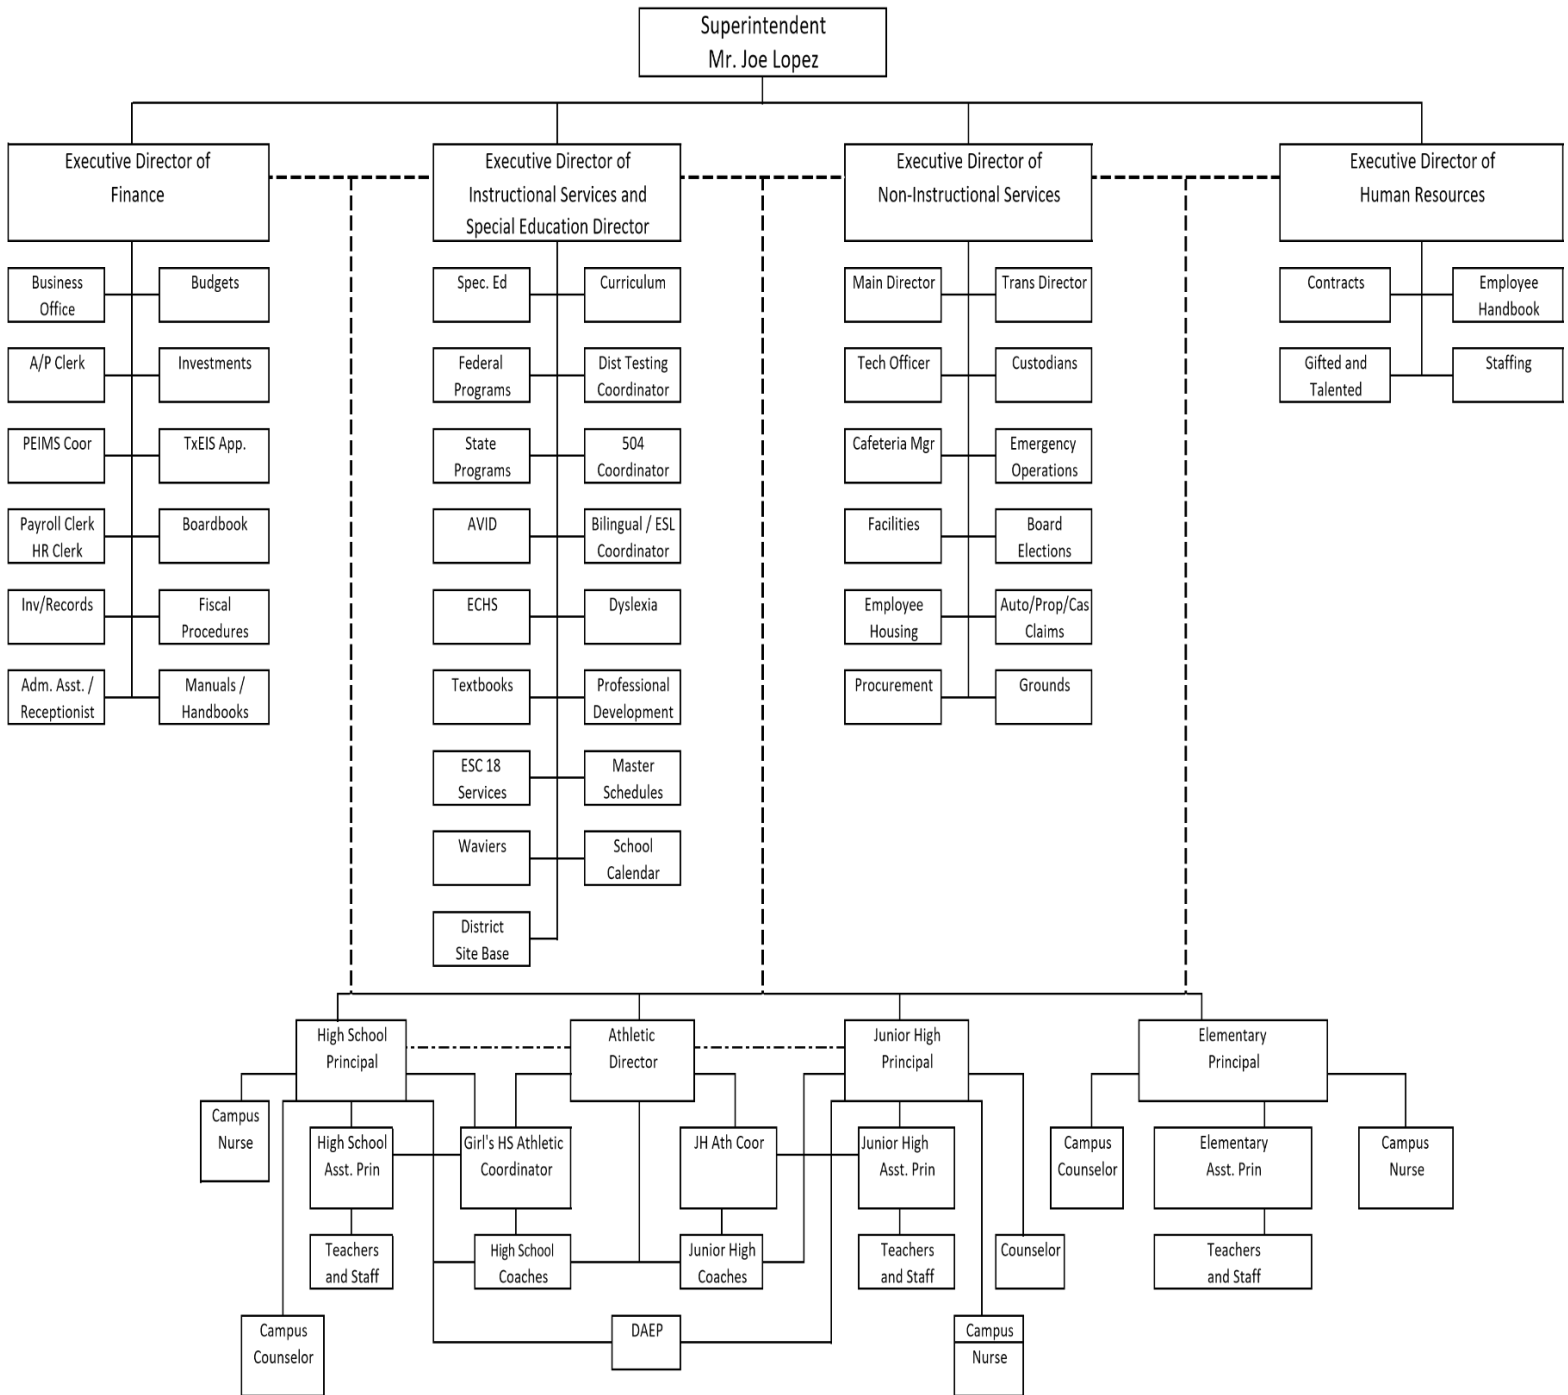 Superintendent
Mr. Joe Lopez
Executive Director of
Finance
Executive Director of
Instructional Services and
Special Education Director
Executive Director of
Non-Instructional Services
Executive Director of
Human Resources
Business
Office
Budgets
A/P Clerk
Investments
PEIMS Coor
TxEIS App.
Payroll Clerk
HR Clerk
Boardbook
Inv/Records
Fiscal
Procedures
Adm. Asst. /
Receptionist
Manuals /
Handbooks
Spec. Ed
Curriculum
Federal
Programs
Dist Testing
Coordinator
State
Programs
504
Coordinator
AVID
Bilingual / ESL
Coordinator
ECHS
Dyslexia
Textbooks
Professional
Development
ESC 18
Services
Master
Schedules
Waviers
School
Calendar
District
Site Base
Main Director
Trans Director
Tech Officer
Custodians
Cafeteria Mgr
Emergency
Operations
Facilities
Board
Elections
Employee
Housing
Auto/Prop/Cas
Claims
Procurement
Grounds
Contracts
Employee
Handbook
Gifted and
Talented
Staffing
High School
Principal
Athletic
Director
Junior High
Principal
Elementary
Principal
Campus
Nurse
High School
Asst. Prin
Girl's HS Athletic
Coordinator
JH Ath Coor
Junior High
Asst. Prin
Campus
Counselor
Elementary
Asst. Prin
Campus
Nurse
Teachers
and Staff
High School
Coaches
Junior High
Coaches
Teachers
and Staff
Counselor
Teachers
and Staff
Campus
Counselor
DAEP
Campus
Nurse